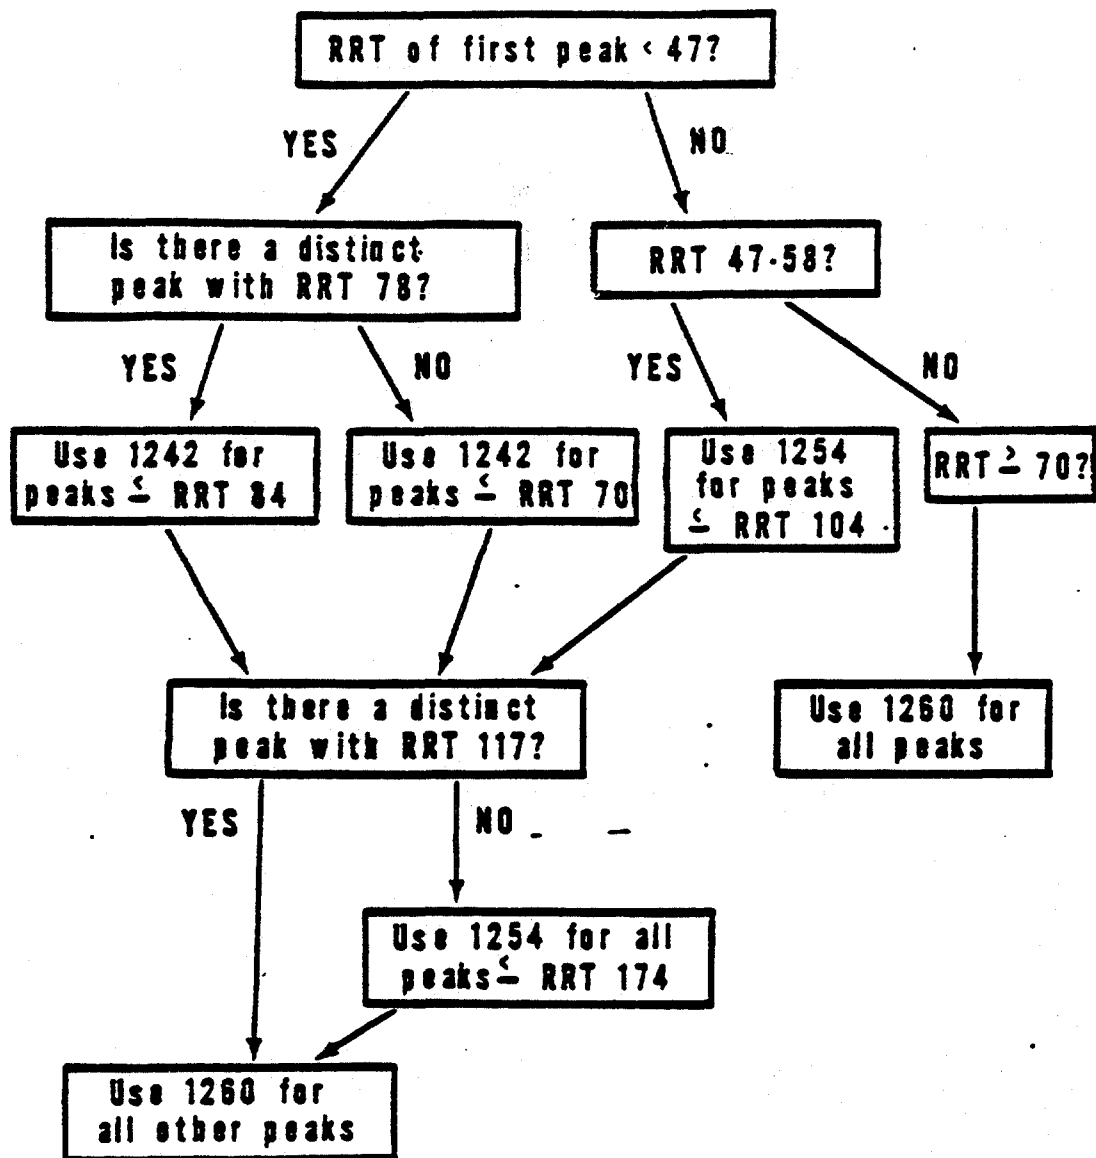 RRT of first peak < 47?
YES
NO
Is there a distinct
peak with RRT 78?
RRT 47-58?
YES
NO
YES
NO
Use 1242 for
peaks ≤ RRT 84
Use 1242 for
peaks ≤ RRT 70
Use 1254
for peaks
≤ RRT 104
RRT ≥ 70?
Is there a distinct
peak with RRT 117?
Use 1260 for
all peaks
YES
NO
Use 1254 for all
peaks ≤ RRT 174
Use 1260 for
all other peaks